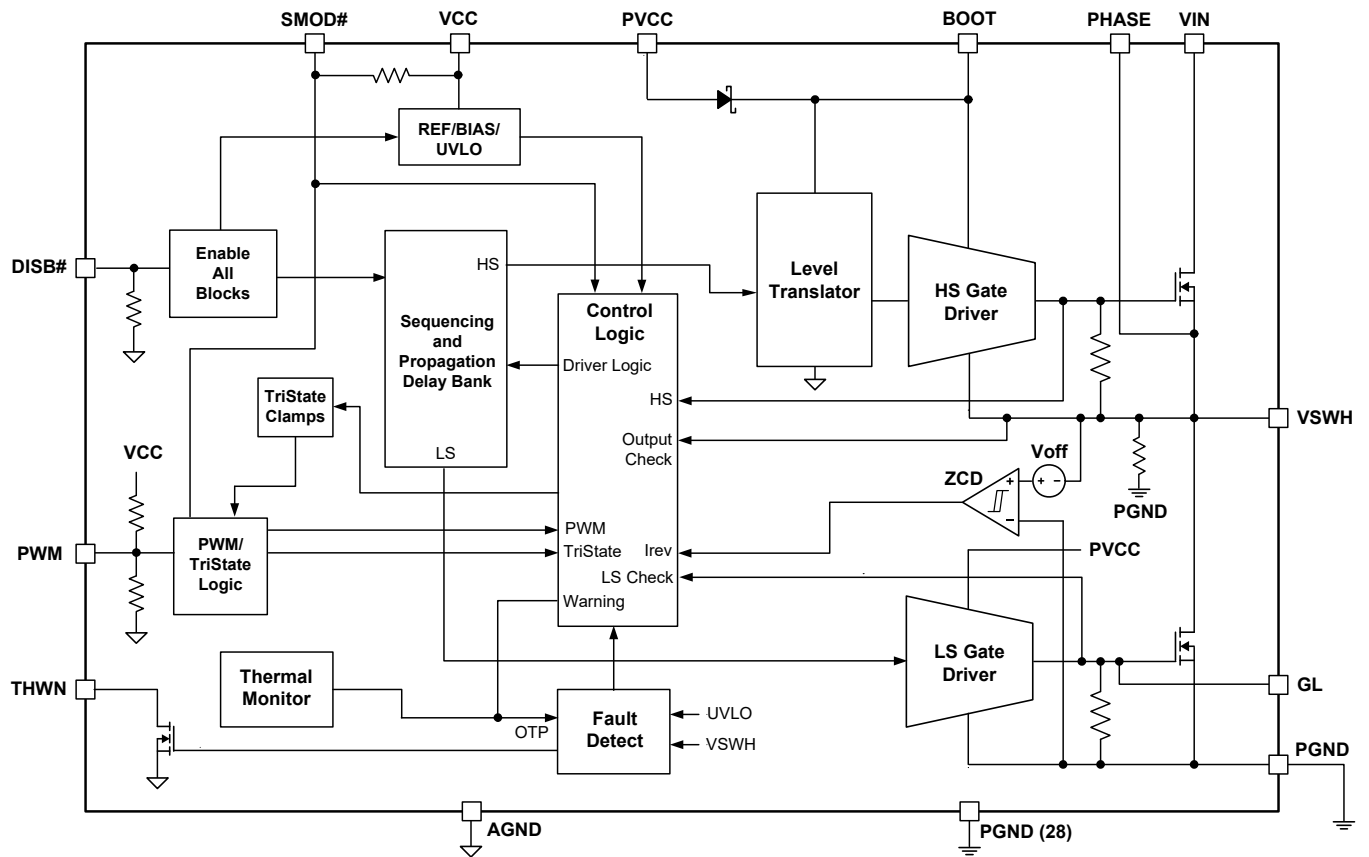 SMOD#
VCC
PVCC
BOOT
PHASE
VIN
REF/BIAS/
UVLO
DISB#
Enable
All
Blocks
HS
Sequencing
and
Propagation
Delay Bank
LS
Level
Translator
HS Gate
Driver
Control
Logic
Driver Logic
HS
Output
Check
PWM
TriState
Irev
LS Check
Warning
TriState
Clamps
VCC
VSWH
Voff
ZCD
+
+ -
−
PGND
PVCC
PWM
PWM/
TriState
Logic
LS Gate
Driver
THWN
Thermal
Monitor
OTP
Fault
Detect
UVLO
VSWH
GL
PGND
AGND
PGND (28)